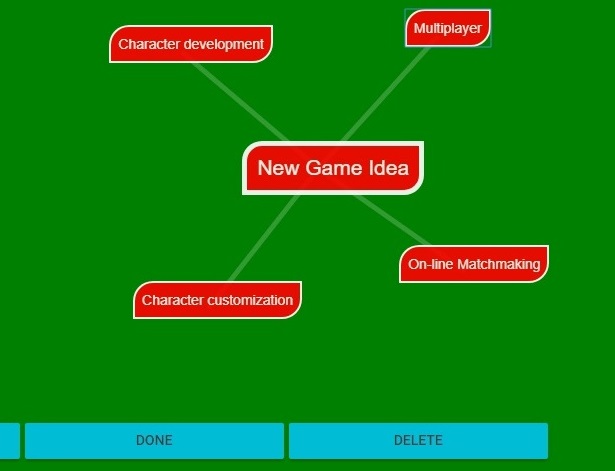 Multiplayer
Character development
New Game Idea
On-line Matchmaking
Character customization
DONE
DELETE